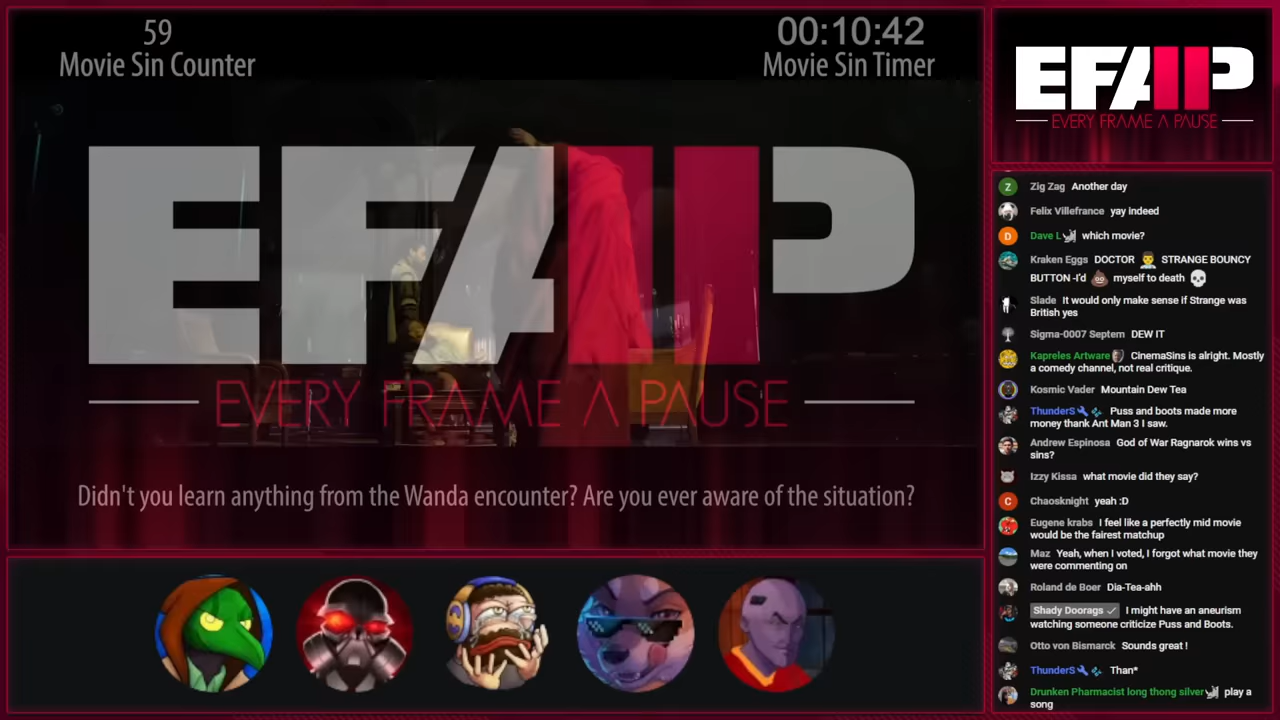 59
Movie Sin Counter
00:10:42
Movie Sin Timer
EFAP
EVERY FRAME A PAUSE
Didn't you learn anything from the Wanda encounter? Are you ever aware of the situation?
EFAP
EVERY FRAME A PAUSE
Z Zig Zag Another day
Felix Villefrance yay indeed
D Dave L which movie?
Kraken Eggs DOCTOR 👨‍⚕️ STRANGE BOUNCY
BUTTON -I'd 💩 myself to death 💀
Slade It would only make sense if Strange was
British yes
Sigma-0007 Septem DEW IT
Kapreles Artware CinemaSins is alright. Mostly
a comedy channel, not real critique.
Kosmic Vader Mountain Dew Tea
ThunderS Puss and boots made more
money thank Ant Man 3 I saw.
Andrew Espinosa God of War Ragnarok wins vs
sins?
Izzy Kissa what movie did they say?
C Chaosknight yeah :D
Eugene krabs I feel like a perfectly mid movie
would be the fairest matchup
Maz Yeah, when I voted, I forgot what movie they
were commenting on
Roland de Boer Dia-Tea-ahh
Shady Doorags ✓ I might have an aneurism
watching someone criticize Puss and Boots.
Otto von Bismarck Sounds great !
ThunderS Than*
Drunken Pharmacist long thong silver play a
song